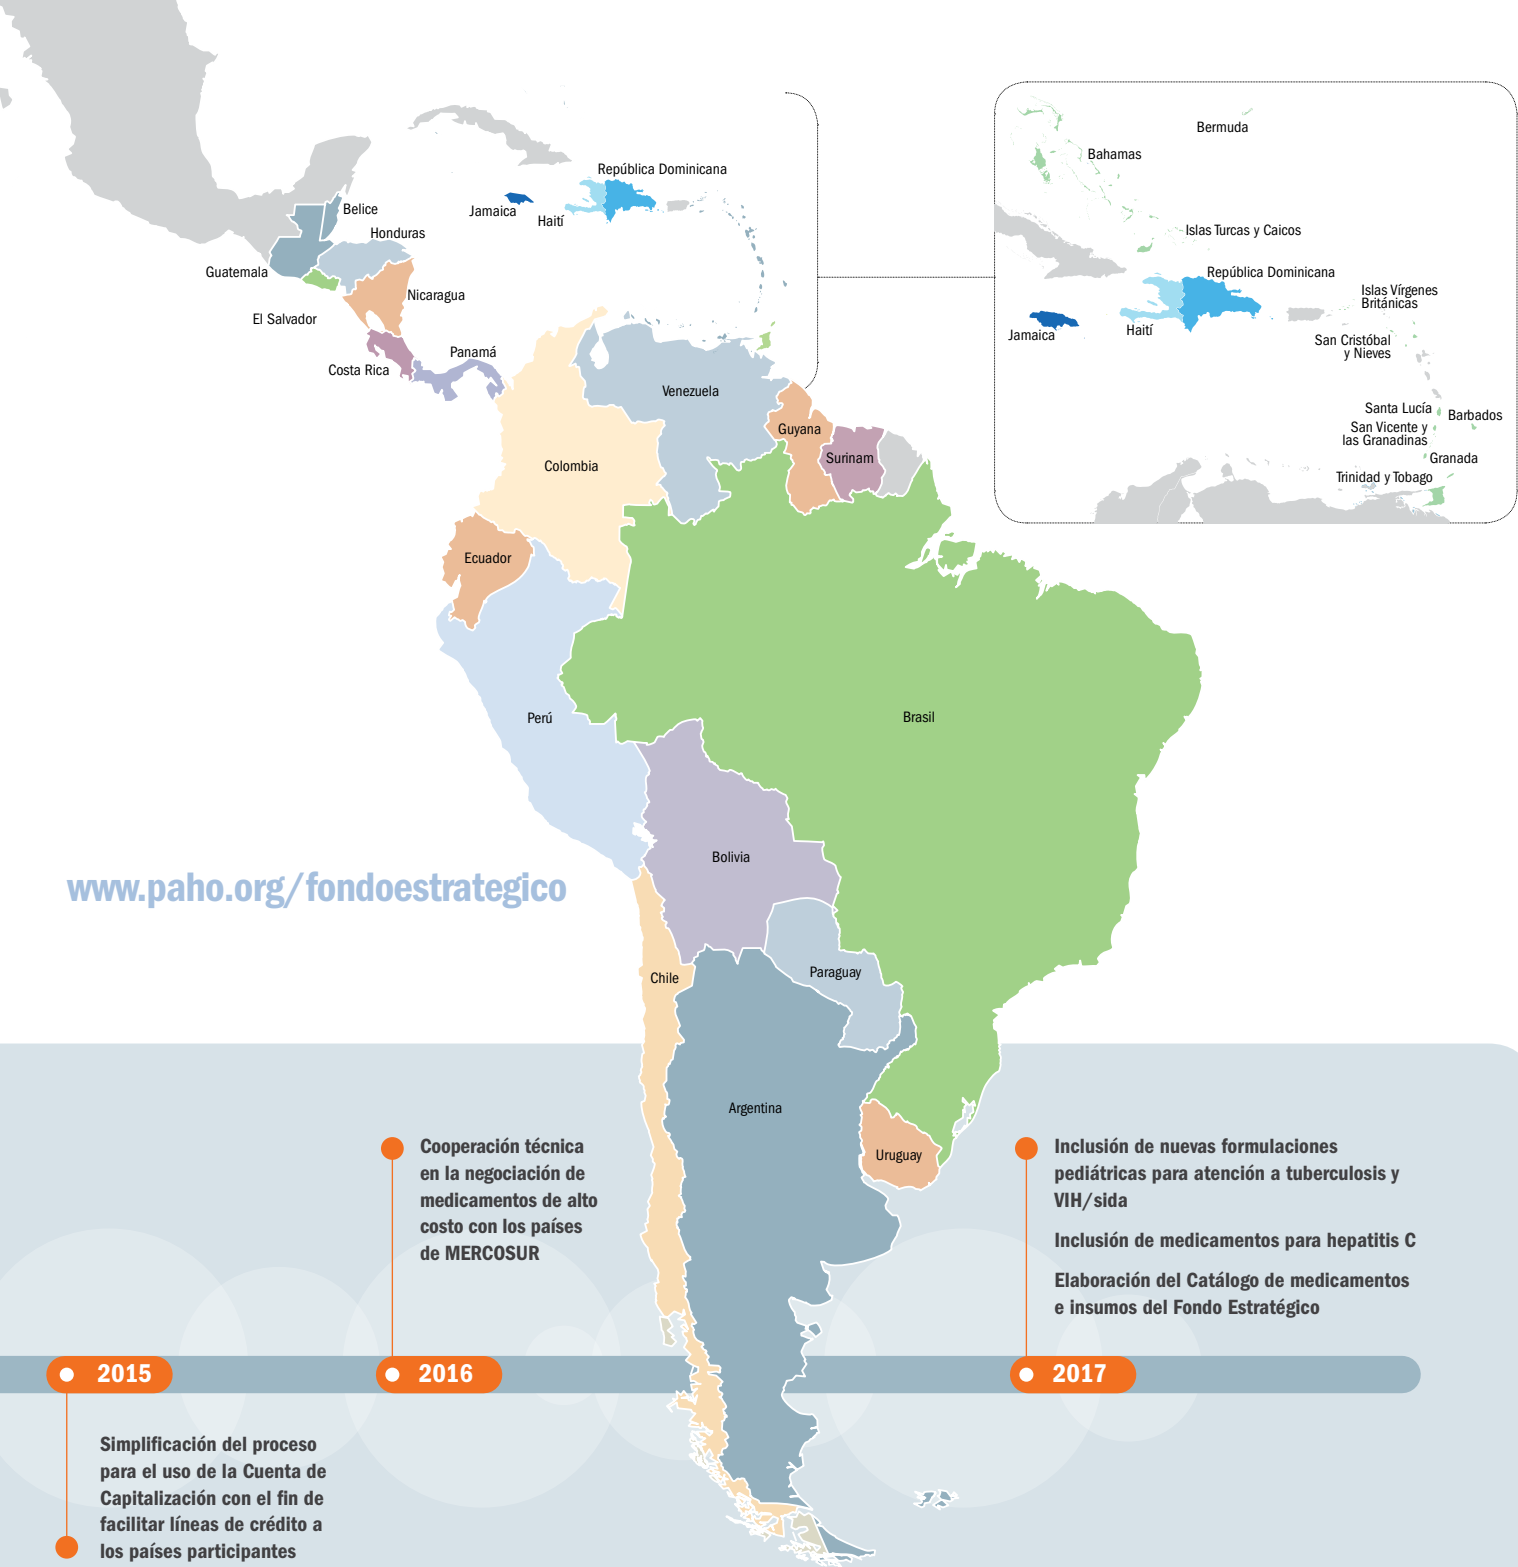 República Dominicana
Jamaica
Haití
Belice
Honduras
Guatemala
Nicaragua
El Salvador
Panamá
Costa Rica
Venezuela
Guyana
Surinam
Colombia
Ecuador
Perú
Brasil
Bolivia
Paraguay
Chile
Argentina
Uruguay
Bermuda
Bahamas
Islas Turcas y Caicos
República Dominicana
Islas Vírgenes
Británicas
Jamaica
Haití
San Cristóbal
y Nieves
Santa Lucía
Barbados
San Vicente y
las Granadinas
Granada
Trinidad y Tobago
www.paho.org/fondoestrategico
2015
Simplificación del proceso
para el uso de la Cuenta de
Capitalización con el fin de
facilitar líneas de crédito a
los países participantes
Cooperación técnica
en la negociación de
medicamentos de alto
costo con los países
de MERCOSUR
2016
Inclusión de nuevas formulaciones
pediátricas para atención a tuberculosis y
VIH/sida
Inclusión de medicamentos para hepatitis C
Elaboración del Catálogo de medicamentos
e insumos del Fondo Estratégico
2017